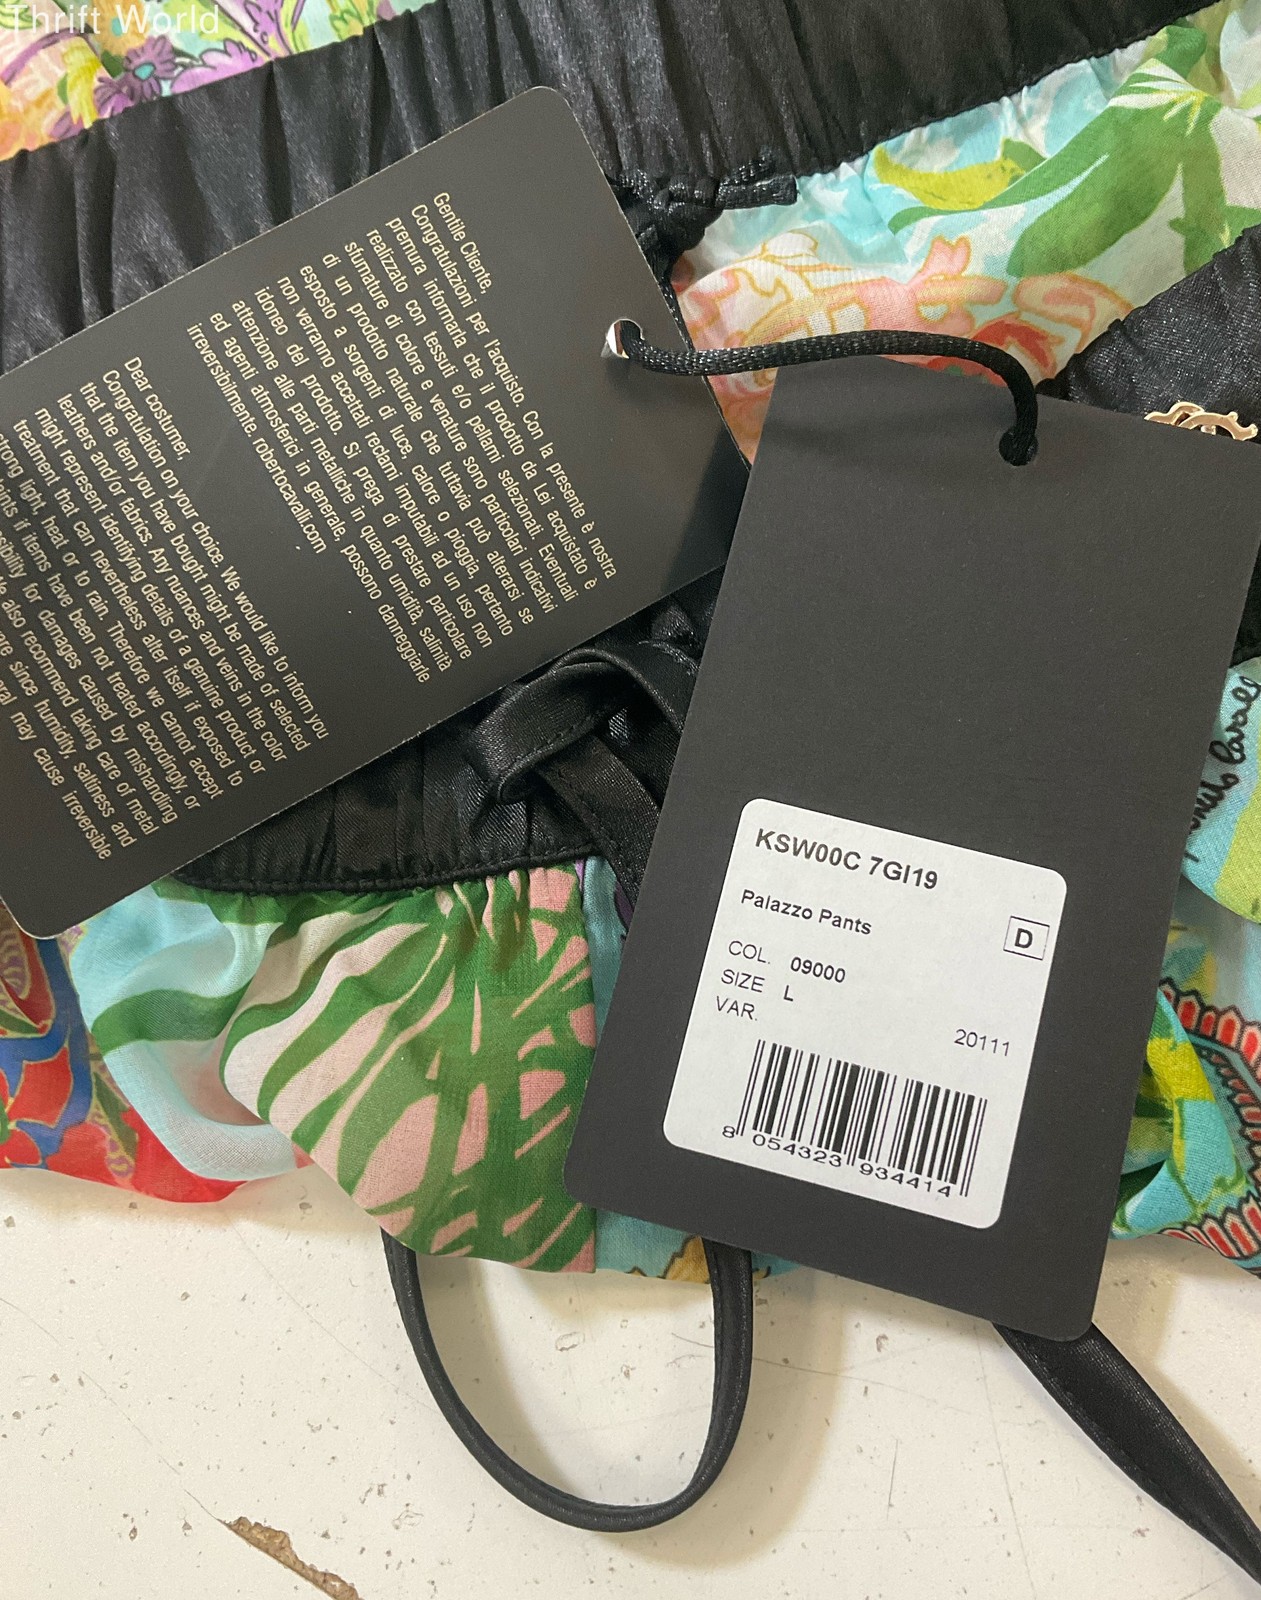 Thrift World
Gentile Cliente,
Congratulazioni per l'acquisto. Con la presente è nostra
premura informarla che il prodotto da Lei acquistato è
realizzato con tessuti e/o pellami selezionati. Eventuali
sfumature di colore e venature sono particolari indicativi
di un prodotto naturale che tuttavia può alterarsi se
esposto a sorgenti di luce, calore o pioggia, pertanto
non verranno accettati reclami imputabili ad un uso non
idoneo del prodotto. Si prega di prestare particolare
attenzione alle parti metalliche in quanto umidità, salinità
ed agenti atmosferici in generale, possono danneggiarle
irreversibilmente. robertocavalli.com
Dear costumer,
Congratulation on your choice. We would like to inform you
that the item you have bought might be made of selected
leathers and/or fabrics. Any nuances and veins in the color
might represent identifying details of a genuine product or
treatment that can nevertheless alter itself if exposed to
strong light, heat or to rain. Therefore we cannot accept
if items have been not treated accordingly, or
for damages caused by mishandling
also recommend taking care of metal
since humidity, saltiness and
may cause irreversible
KSW00C 7GI19
Palazzo Pants
D
COL. 09000
SIZE L
VAR.
20111
8 054323 934414